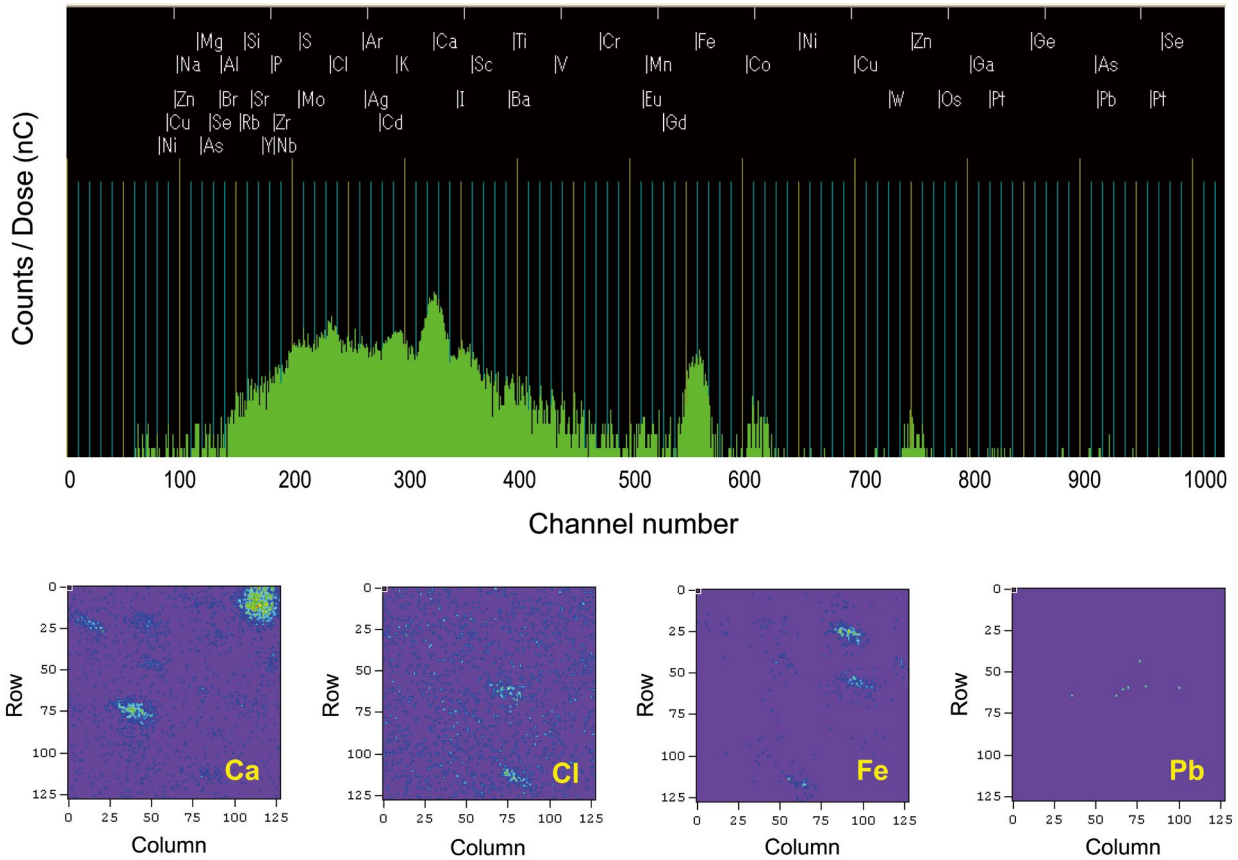 |Mg |Si |S |Ar |Ca |Ti |Cr |Fe |Ni |Zn |Ge |Se
|Na |Al |P |Cl |K |Sc |V |Mn |Co |Cu |Ga |As
|Zn |Br |Sr |Mo |Ag |I |Ba |Eu |W |Os |Pt |Pb |Pt
|Cu |Se |Rb |Zr |Cd |Gd
|Ni |As |Y |Nb
Counts / Dose (nC)
0 100 200 300 400 500 600 700 800 900 1000
Channel number
0
25
50
75
100
125
Row
Ca
0 25 50 75 100 125
Column
0
25
50
75
100
125
Row
Cl
0 25 50 75 100 125
Column
0
25
50
75
100
125
Row
Fe
0 25 50 75 100 125
Column
0
25
50
75
100
125
Row
Pb
0 25 50 75 100 125
Column